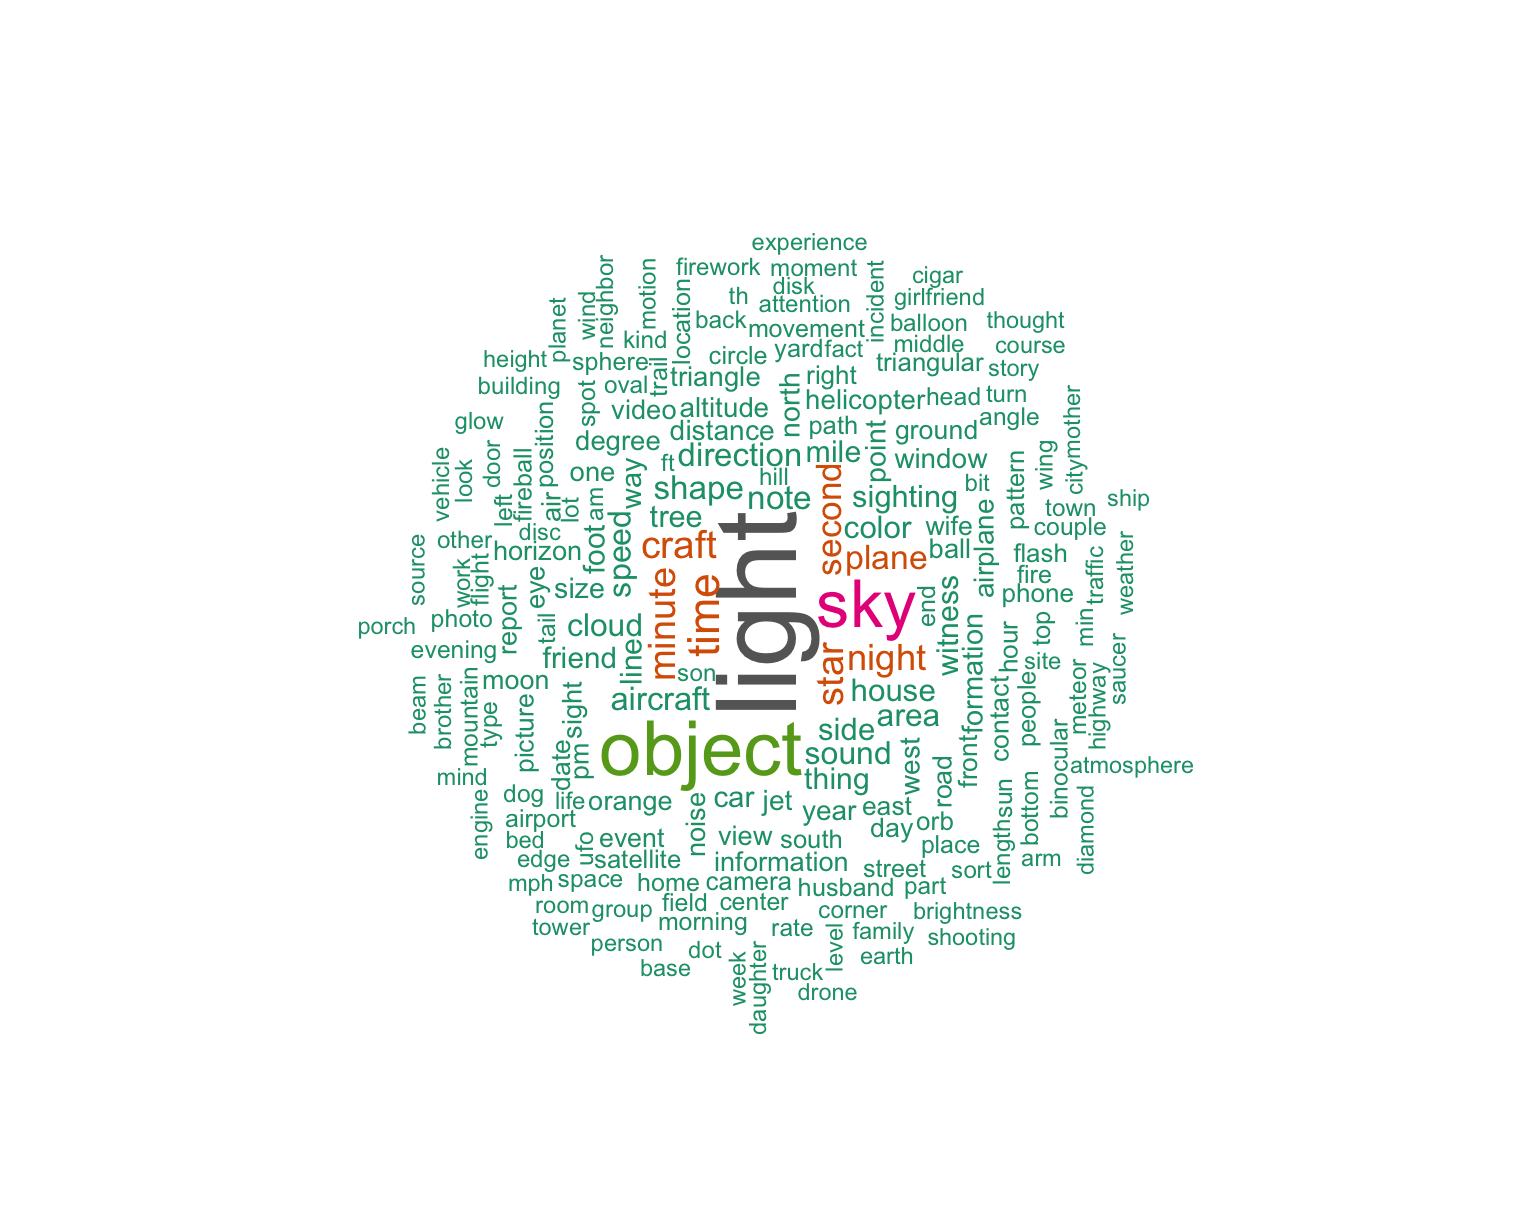 experience
firework
moment
cigar
neighbor
motion
disk
girlfriend
th
attention
incident
wind
location
planet
back
movement
balloon
thought
kind
middle
course
height
sphere
circle
yard
fact
triangular
story
trail
triangle
right
building
oval
spot
north
helicopter
head
turn
mother
video
altitude
glow
angle
position
distance
path
ground
degree
point
city
wing
vehicle
look
door
fireball
one
way
ft
direction
mile
window
hill
bit
pattern
left
air
lot
am
shape
note
second
sighting
ship
town
tree
color
wife
couple
disc
other
horizon
foot
speed
craft
light
plane
ball
airplane
flash
source
work
flight
eye
size
minute
time
sky
end
witness
fire
phone
traffic
weather
porch
photo
report
tail
cloud
line
formation
hour
top
min
evening
friend
son
star
night
site
saucer
moon
beam
brother
mountain
type
picture
sight
aircraft
house
area
contact
people
meteor
highway
date
pm
object
side
sound
west
front
binocular
atmosphere
mind
thing
road
dog
life
orange
car
jet
year
east
engine
airport
noise
day
orb
length
sun
bottom
diamond
bed
ufo
event
view
south
place
edge
satellite
information
street
sort
arm
mph
space
home
camera
husband
part
room
group
field
center
corner
brightness
tower
morning
rate
level
family
shooting
person
dot
base
week
daughter
truck
earth
drone